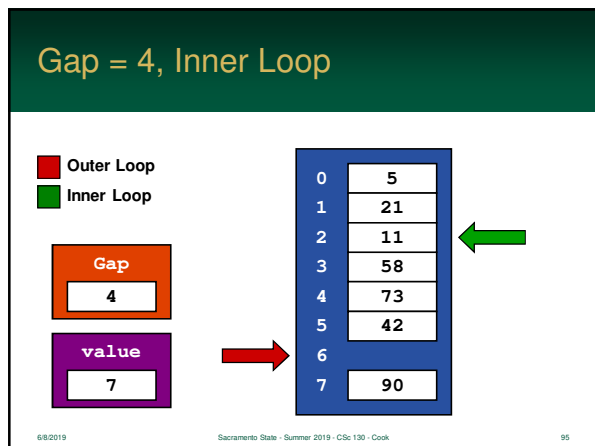 Gap = 4, Inner Loop
Outer Loop
Inner Loop
Gap
4
value
7
0 5
1 21
2 11
3 58
4 73
5 42
6
7 90
6/8/2019 Sacramento State - Summer 2019 - CSc 130 - Cook 95